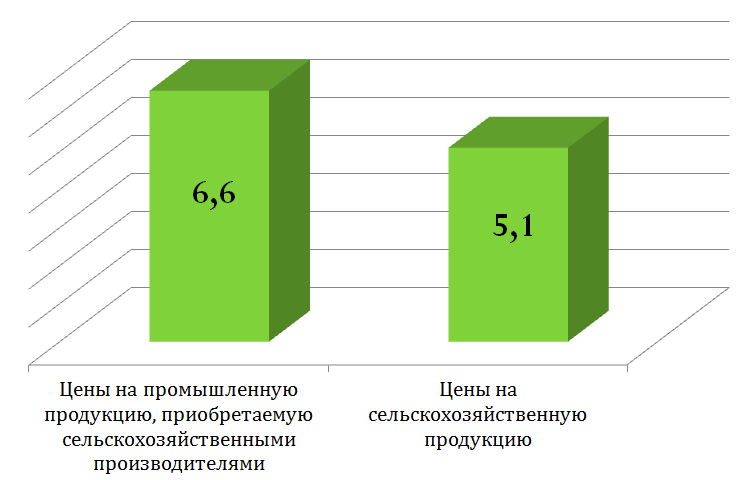 6,6
5,1
Цены на промышленную
продукцию, приобретаемую
сельскохозяйственными
производителями
Цены на
сельскохозяйственную
продукцию